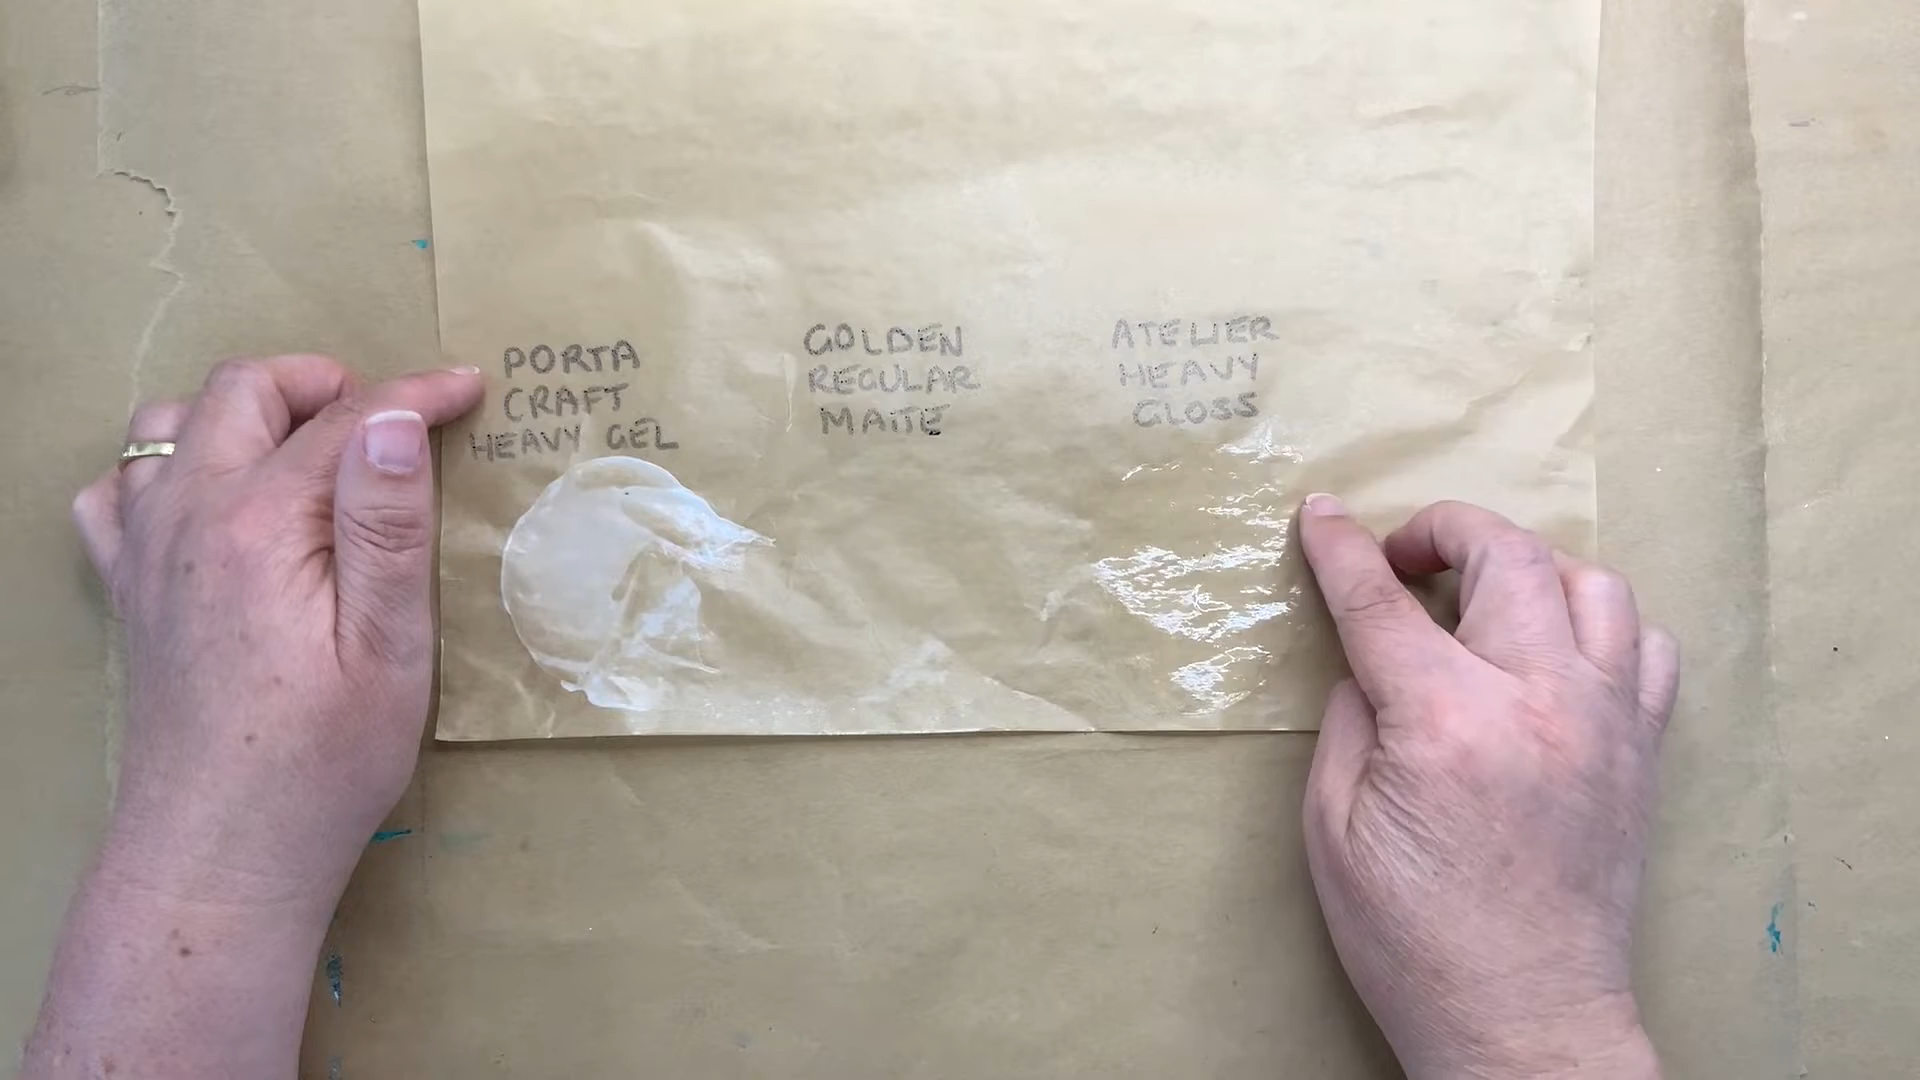 PORTA
CRAFT
HEAVY GEL
GOLDEN
REGULAR
MATTE
ATELIER
HEAVY
GLOSS